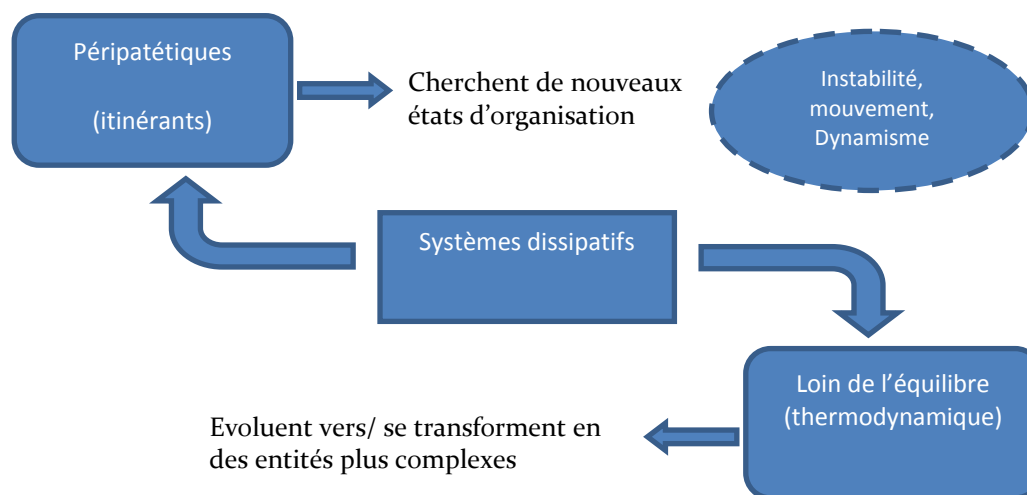 Péripatétiques
(itinérants)
Cherchent de nouveaux
états d’organisation
Instabilité,
mouvement,
Dynamisme
Systèmes dissipatifs
Loin de l’équilibre
(thermodynamique)
Evoluent vers/ se transforment en
des entités plus complexes